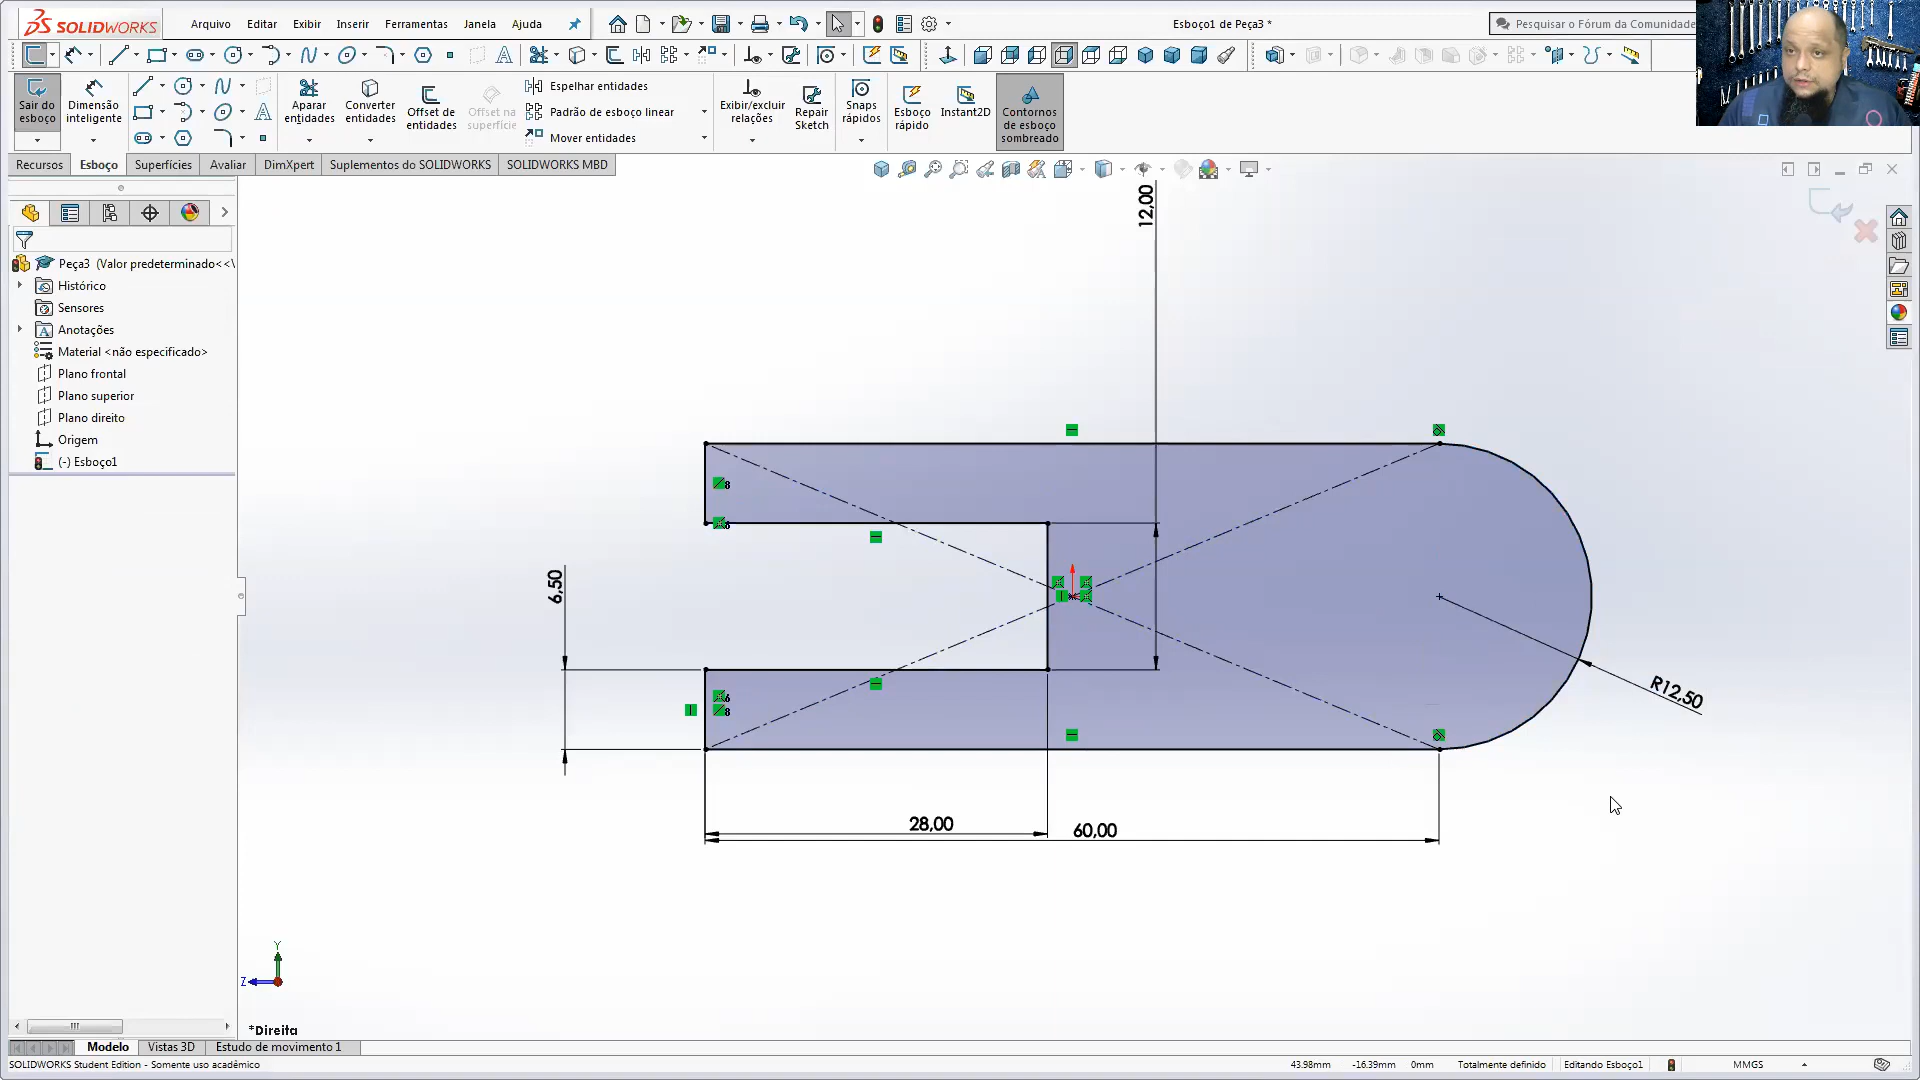 SOLIDWORKS
Arquivo Editar Exibir Inserir Ferramentas Janela Ajuda
Esboço1 de Peça3 *
Pesquisar o Fórum da Comunidade
Sair do esboço
Dimensão inteligente
Aparar entidades
Converter entidades
Offset de entidades
Offset na superfície
Espelhar entidades
Padrão de esboço linear
Mover entidades
Exibir/excluir relações
Repair Sketch
Snaps rápidos
Esboço rápido
Instant2D
Contornos de esboço sombreado
Recursos Esboço Superfícies Avaliar DimXpert Suplementos do SOLIDWORKS SOLIDWORKS MBD
Peça3 (Valor predeterminado<<\
Histórico
Sensores
Anotações
Material <não especificado>
Plano frontal
Plano superior
Plano direito
Origem
(-) Esboço1
12,00
8
6,50
6
8
R12,50
28,00
60,00
Y
Z
*Direita
Modelo Vistas 3D Estudo de movimento 1
SOLIDWORKS Student Edition - Somente uso acadêmico
43.98mm -16.39mm 0mm Totalmente definido Editando Esboço1 MMGS